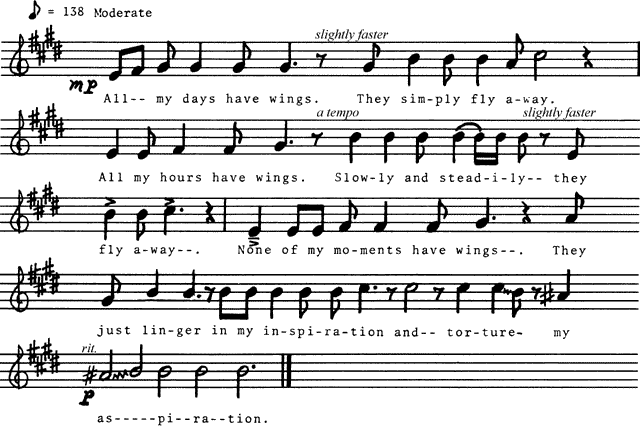 ♪ = 138 Moderate
slightly faster
mp
All-- my days have wings. They sim-ply fly a-way.
a tempo slightly faster
All my hours have wings. Slow-ly and stead-i-ly-- they
fly a-way--. None of my mo-ments have wings--. They
just lin-ger in my in-spi-ra-tion and-- tor-ture~ my
rit.
p
as-----pi--ra--tion.